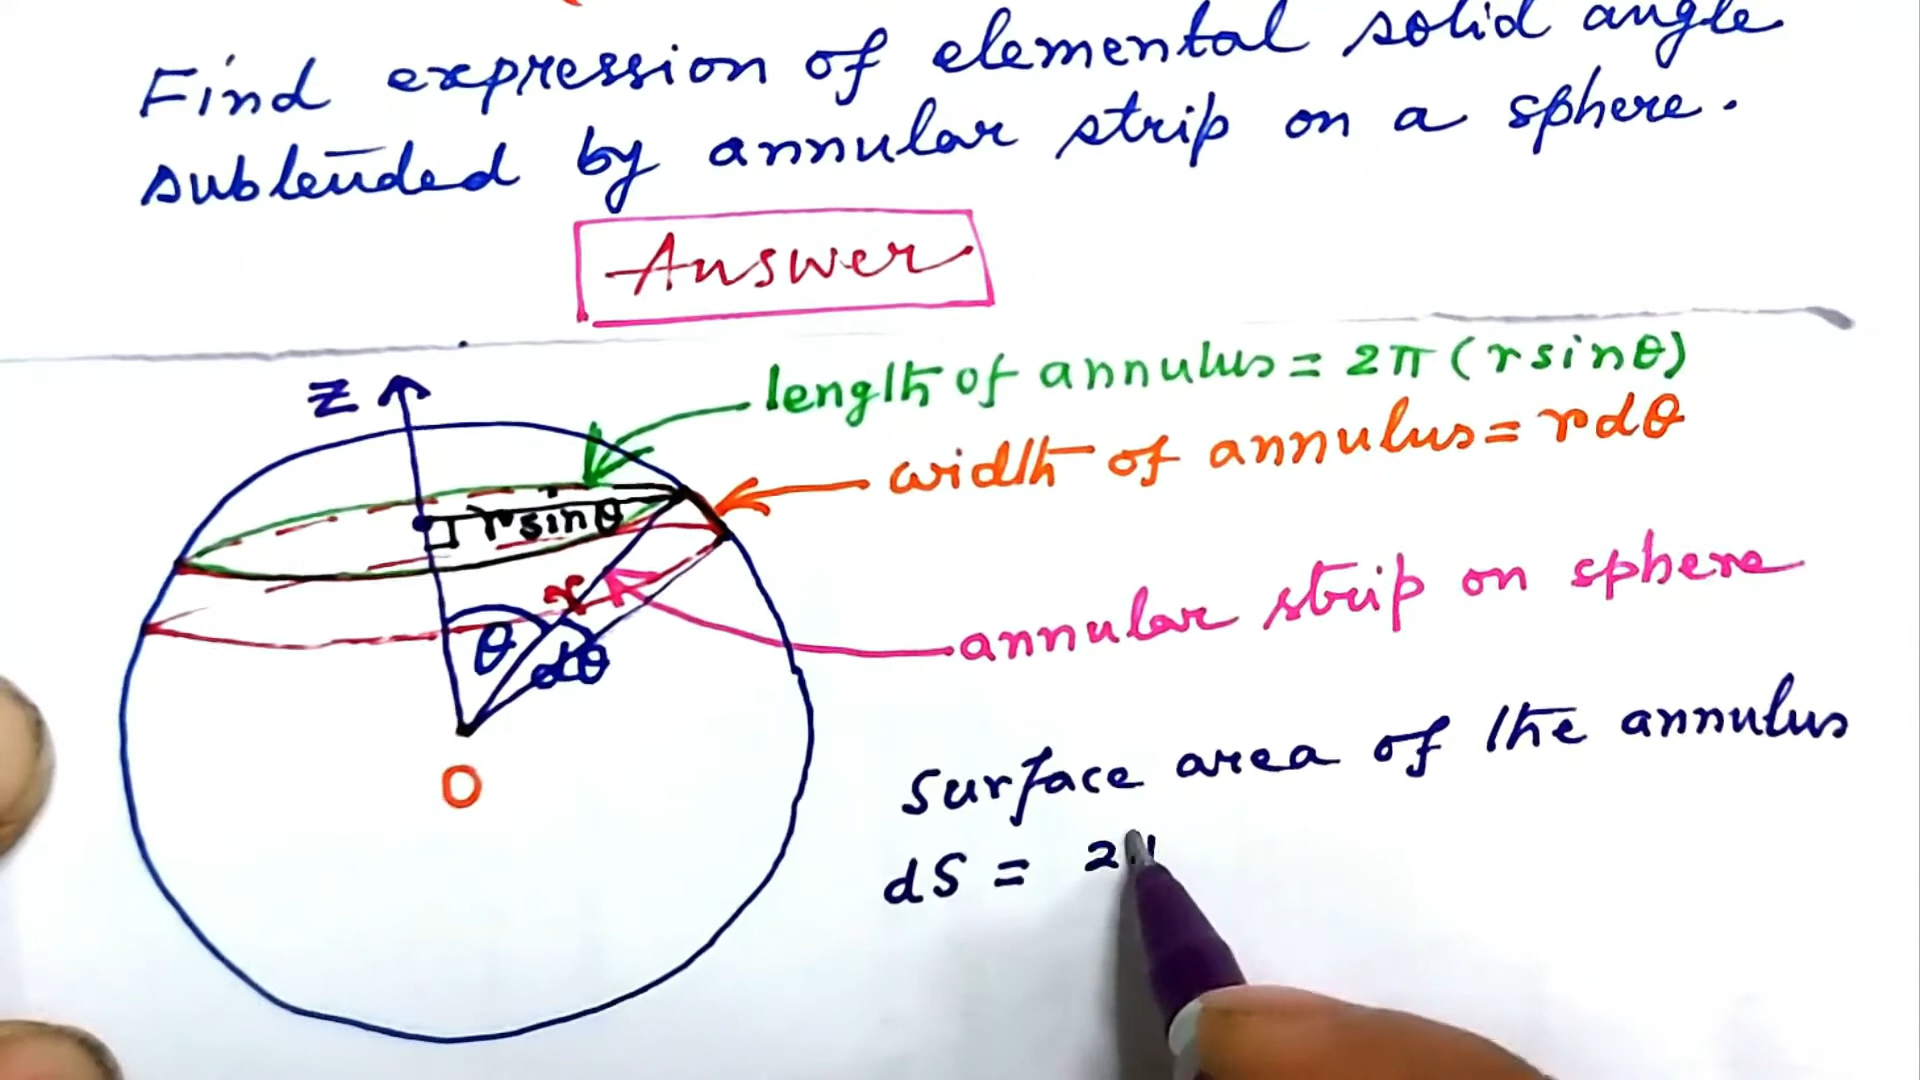 Find expression of elemental solid angle
subtended by annular strip on a sphere.
Answer
length of annulus = 2π (r sinθ)
Z
width of annulus = r dθ
r sinθ
annular strip on sphere
r
θ
dθ
surface area of the annulus
O
dS = 2